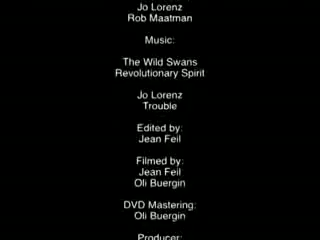 Jo Lorenz
Rob Maatman
Music:
The Wild Swans
Revolutionary Spirit
Jo Lorenz
Trouble
Edited by:
Jean Feil
Filmed by:
Jean Feil
Oli Buergin
DVD Mastering:
Oli Buergin
Producer: